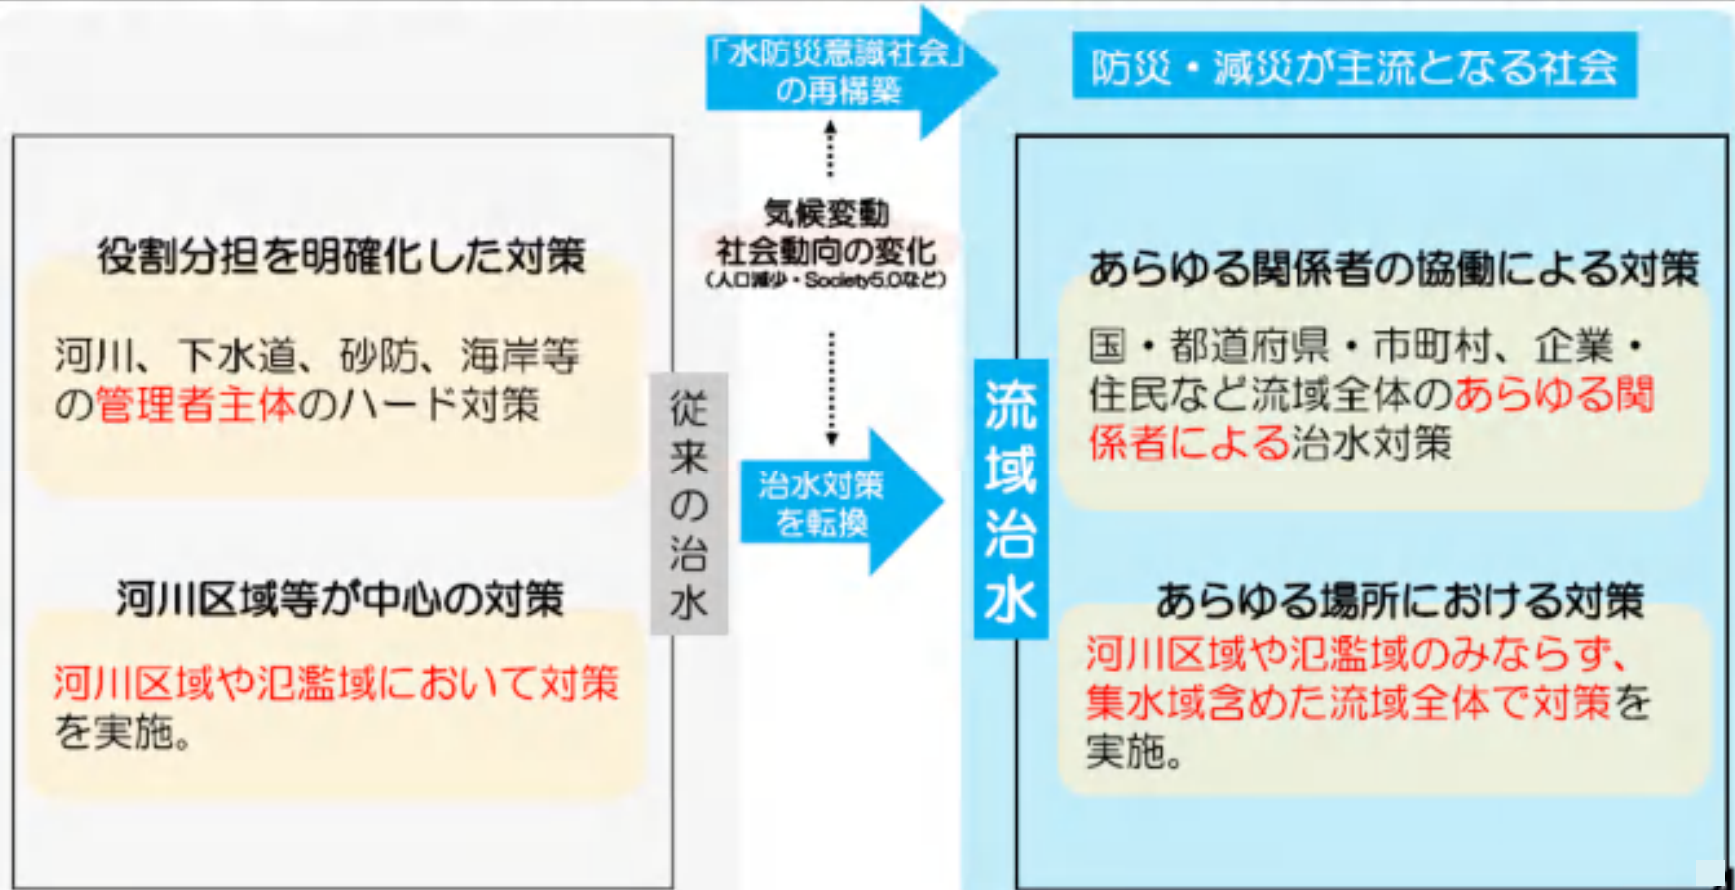 「水防災意識社会」
の再構築
防災・減災が主流となる社会
役割分担を明確化した対策
河川、下水道、砂防、海岸等
の管理者主体のハード対策
河川区域等が中心の対策
河川区域や氾濫域において対策
を実施。
従来の治水
気候変動
社会動向の変化
（人口減少・Society5.0など）
治水対策
を転換
流域治水
あらゆる関係者の協働による対策
国・都道府県・市町村、企業・
住民など流域全体のあらゆる関
係者による治水対策
あらゆる場所における対策
河川区域や氾濫域のみならず、
集水域含めた流域全体で対策を
実施。